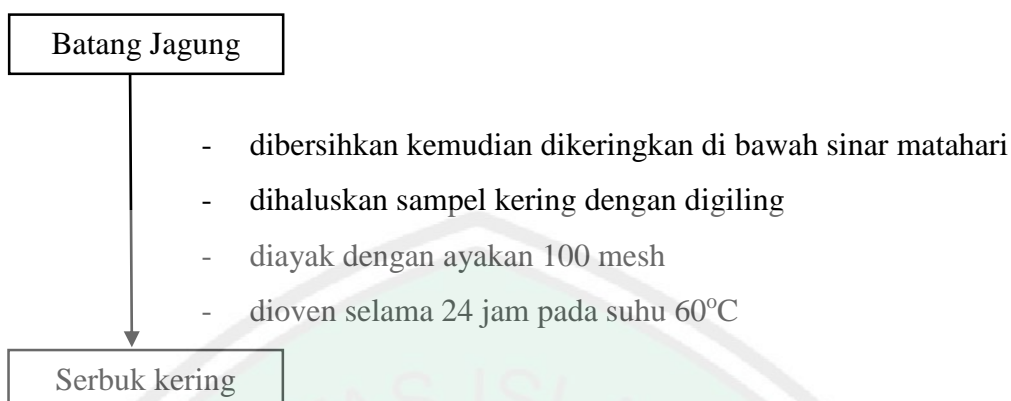 Batang Jagung
- dibersihkan kemudian dikeringkan di bawah sinar matahari
- dihaluskan sampel kering dengan digiling
- diayak dengan ayakan 100 mesh
- dioven selama 24 jam pada suhu 60°C
Serbuk kering